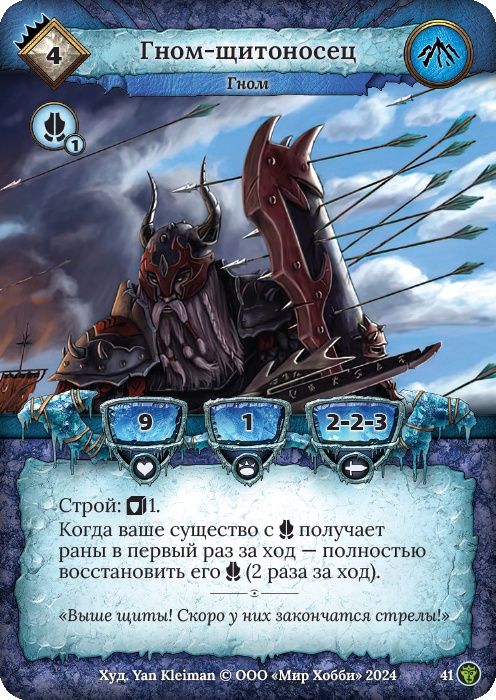 4
Гном-щитоносец
Гном
1
9
1
2-2-3
Строй: 1.
Когда ваше существо с получает
раны в первый раз за ход — полностью
восстановить его (2 раза за ход).
«Выше щиты! Скоро у них закончатся стрелы!»
Худ. Yan Kleiman © ООО «Мир Хобби» 2024
41